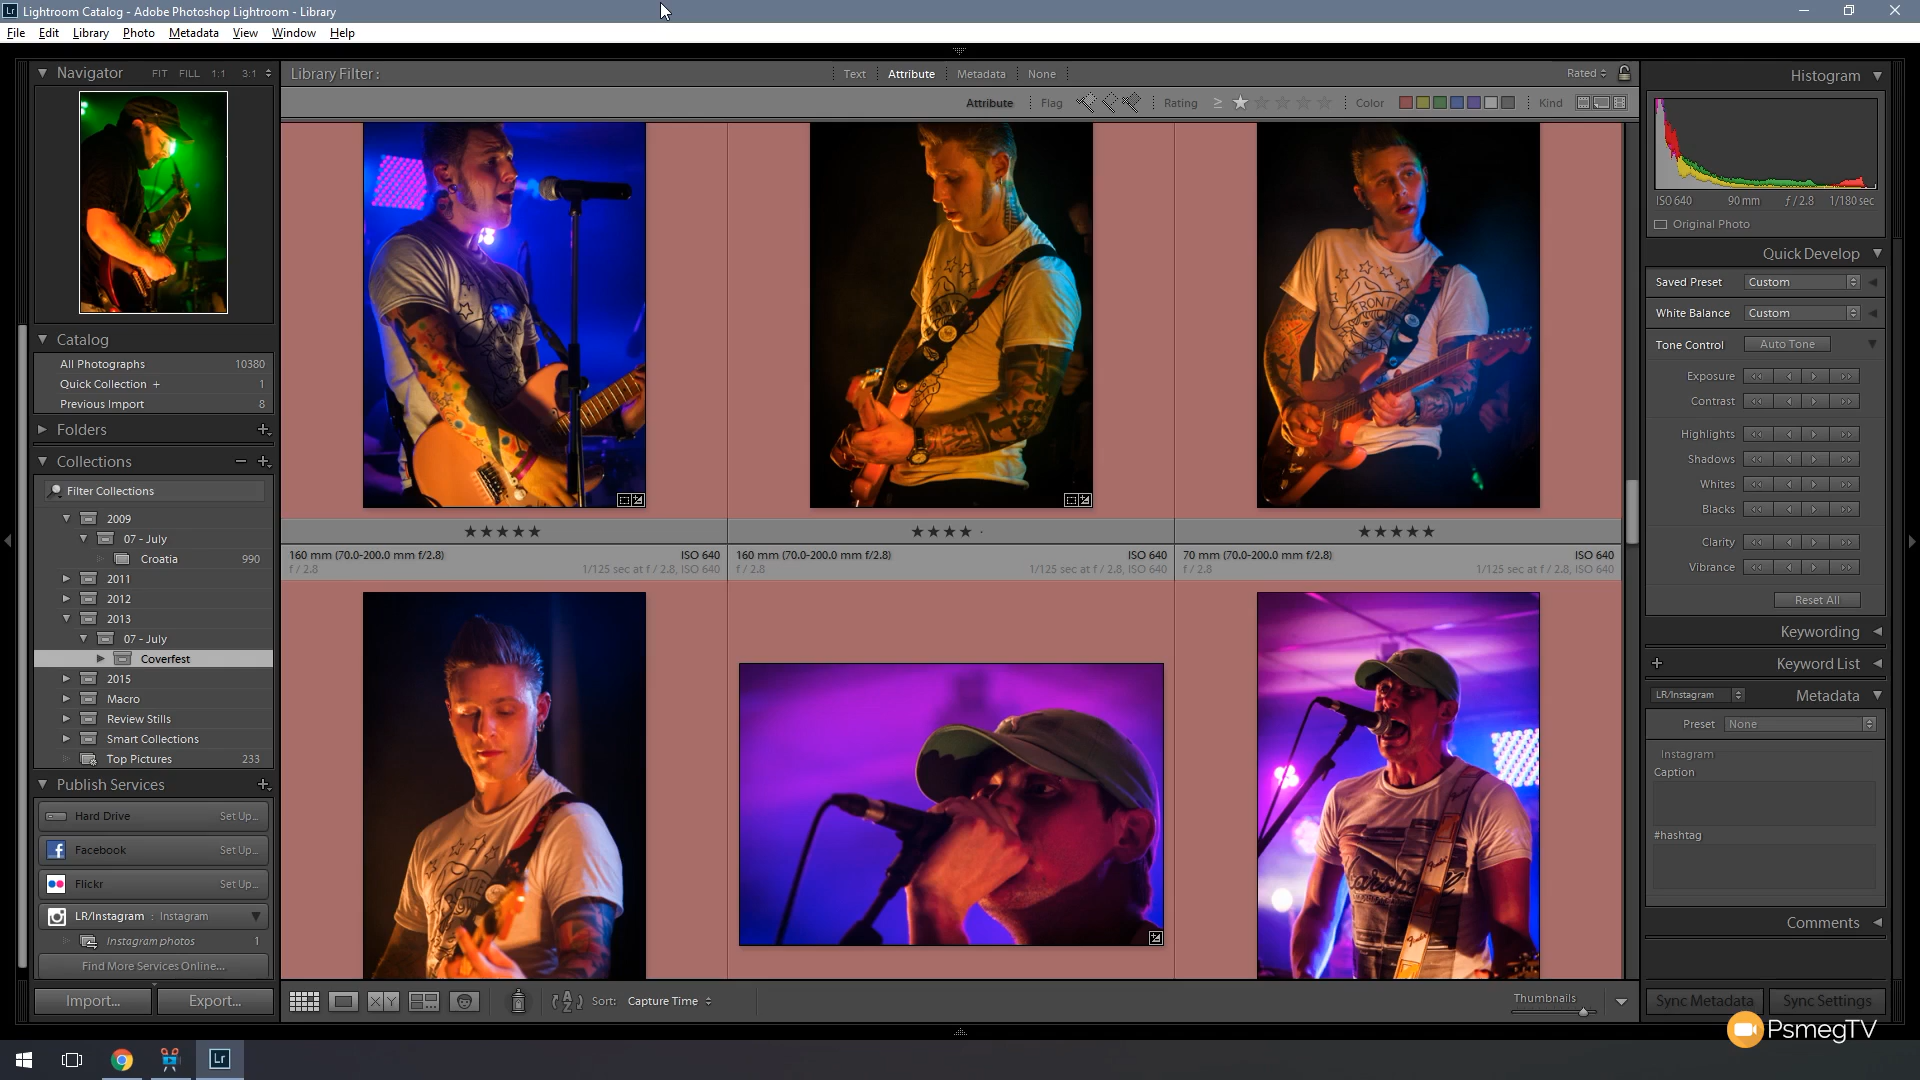 Lr Lightroom Catalog - Adobe Photoshop Lightroom - Library
File Edit Library Photo Metadata View Window Help
Navigator FIT FILL 1:1 3:1
Library Filter : Text Attribute Metadata None Rated
Histogram
Attribute Flag Rating ≥ ★ Color Kind
ISO 640 90 mm f / 2.8 1/180 sec
Original Photo
Quick Develop
Saved Preset Custom
White Balance Custom
Tone Control Auto Tone
Exposure
Contrast
Highlights
Shadows
Whites
Blacks
Clarity
Vibrance
Reset All
Keywording
Keyword List
LR/Instagram Metadata
Preset None
Instagram
Caption
#hashtag
Comments
Sync Metadata Sync Settings
Catalog
All Photographs 10380
Quick Collection + 1
Previous Import 8
Folders
Collections
Filter Collections
2009
07 - July
Croatia 990
2011
2012
2013
07 - July
Coverfest
2015
Macro
Review Stills
Smart Collections
Top Pictures 233
Publish Services
Hard Drive Set Up...
Facebook Set Up...
Flickr Set Up...
LR/Instagram : Instagram
Instagram photos 1
Find More Services Online...
Import... Export...
FRONTIE
★★★★★ ★★★★ · ★★★★★
160 mm (70.0-200.0 mm f/2.8) ISO 640
f / 2.8 1/125 sec at f / 2.8, ISO 640
160 mm (70.0-200.0 mm f/2.8) ISO 640
f / 2.8 1/125 sec at f / 2.8, ISO 640
70 mm (70.0-200.0 mm f/2.8) ISO 640
f / 2.8 1/125 sec at f / 2.8, ISO 640
FRONTIE
Fender
X Y Sort: Capture Time Thumbnails
PsmegTV
Lr